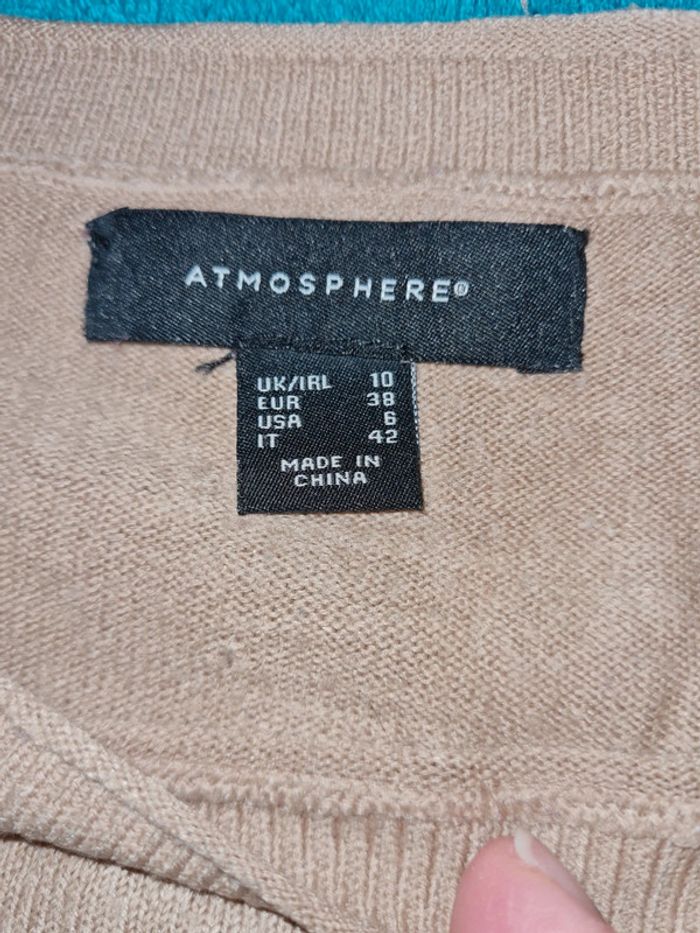 ATMOSPHERE®
UK/IRL 10
EUR 38
USA 6
IT 42
MADE IN
CHINA